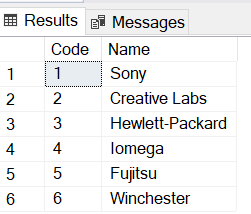 Results Messages
Code Name
1 1 Sony
2 2 Creative Labs
3 3 Hewlett-Packard
4 4 Iomega
5 5 Fujitsu
6 6 Winchester